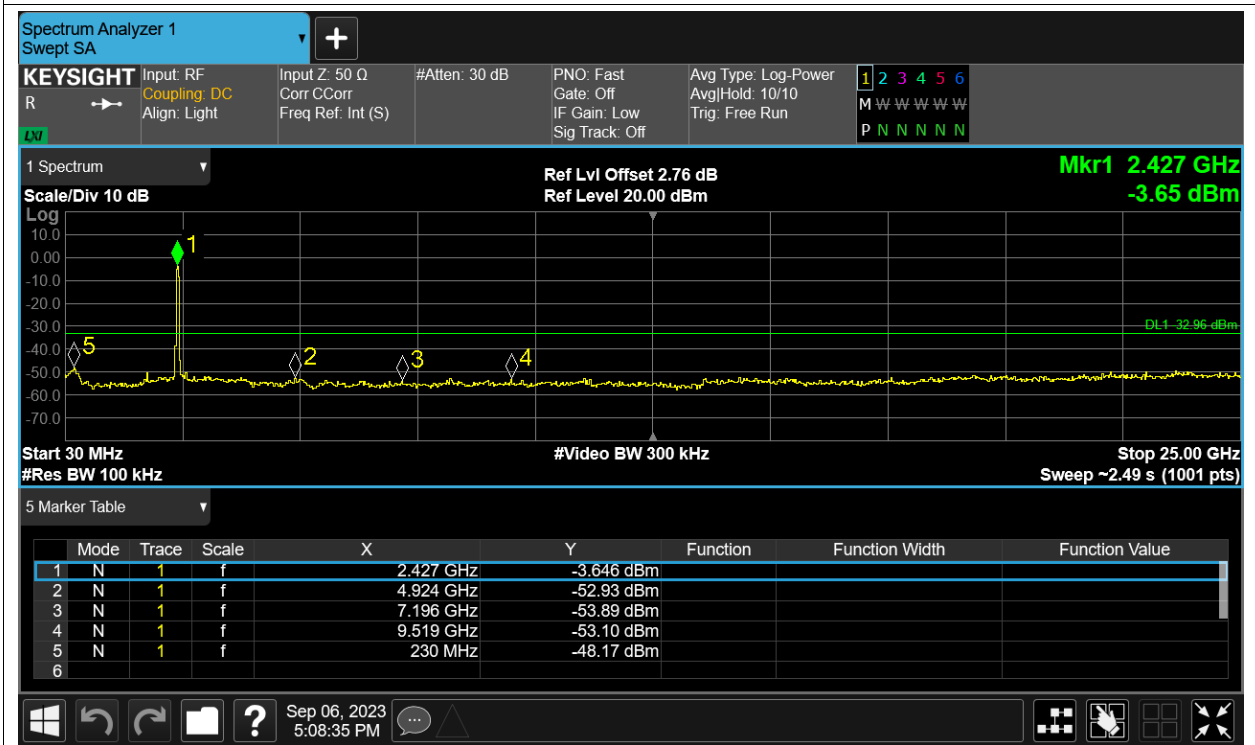 Spectrum Analyzer 1
Swept SA
+
KEYSIGHT
R
LXI
Input: RF
Coupling: DC
Align: Light
Input Z: 50 Ω
Corr CCorr
Freq Ref: Int (S)
#Atten: 30 dB
PNO: Fast
Gate: Off
IF Gain: Low
Sig Track: Off
Avg Type: Log-Power
Avg|Hold: 10/10
Trig: Free Run
1 2 3 4 5 6
M W W W W W
P N N N N N
1 Spectrum
Scale/Div 10 dB
Ref Lvl Offset 2.76 dB
Ref Level 20.00 dBm
Mkr1 2.427 GHz
-3.65 dBm
Log
10.0
0.00
-10.0
-20.0
-30.0
-40.0
-50.0
-60.0
-70.0
1
5
2
3
4
DL1 -32.96 dBm
Start 30 MHz
#Video BW 300 kHz
Stop 25.00 GHz
#Res BW 100 kHz
Sweep ~2.49 s (1001 pts)
5 Marker Table
Mode Trace Scale X Y Function Function Width Function Value
1 N 1 f 2.427 GHz -3.646 dBm
2 N 1 f 4.924 GHz -52.93 dBm
3 N 1 f 7.196 GHz -53.89 dBm
4 N 1 f 9.519 GHz -53.10 dBm
5 N 1 f 230 MHz -48.17 dBm
6
?
Sep 06, 2023
5:08:35 PM